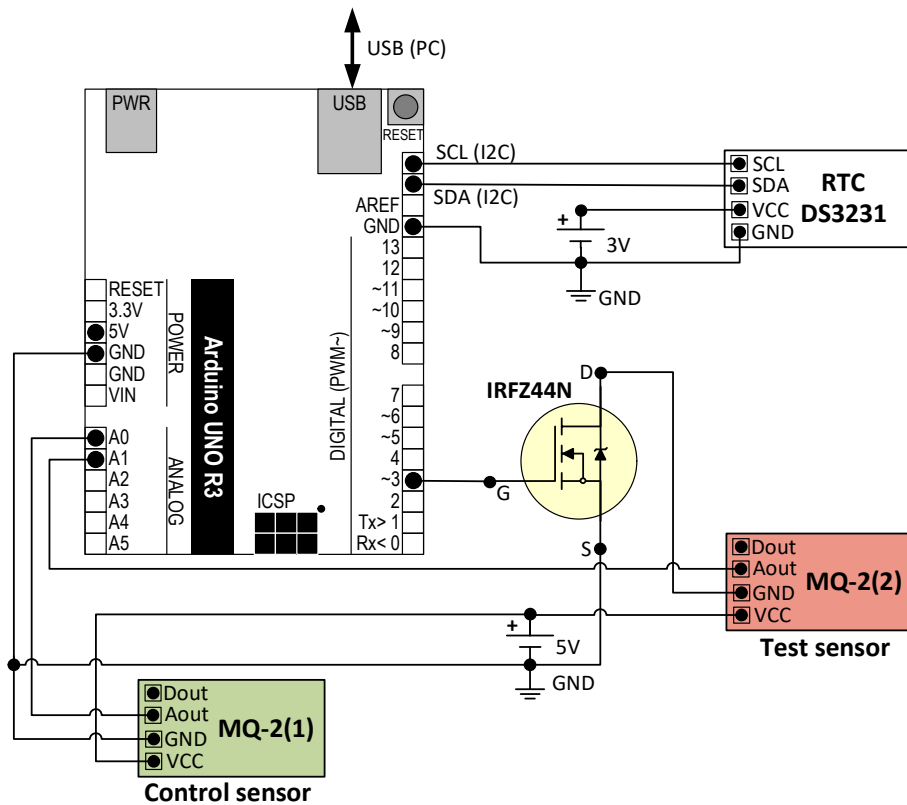 USB (PC)
PWR
USB
RESET
SCL (I2C)
SDA (I2C)
AREF
GND
13
12
~11
~10
~9
8
7
~6
~5
4
~3
2
Tx> 1
Rx< 0
DIGITAL (PWM~)
RESET
3.3V
5V
GND
GND
VIN
POWER
A0
A1
A2
A3
A4
A5
ANALOG
Arduino UNO R3
ICSP
SCL
SDA
VCC
GND
RTC
DS3231
+
3V
GND
IRFZ44N
D
G
S
Dout
Aout
GND
VCC
MQ-2(2)
Test sensor
+
5V
GND
Dout
Aout
GND
VCC
MQ-2(1)
Control sensor